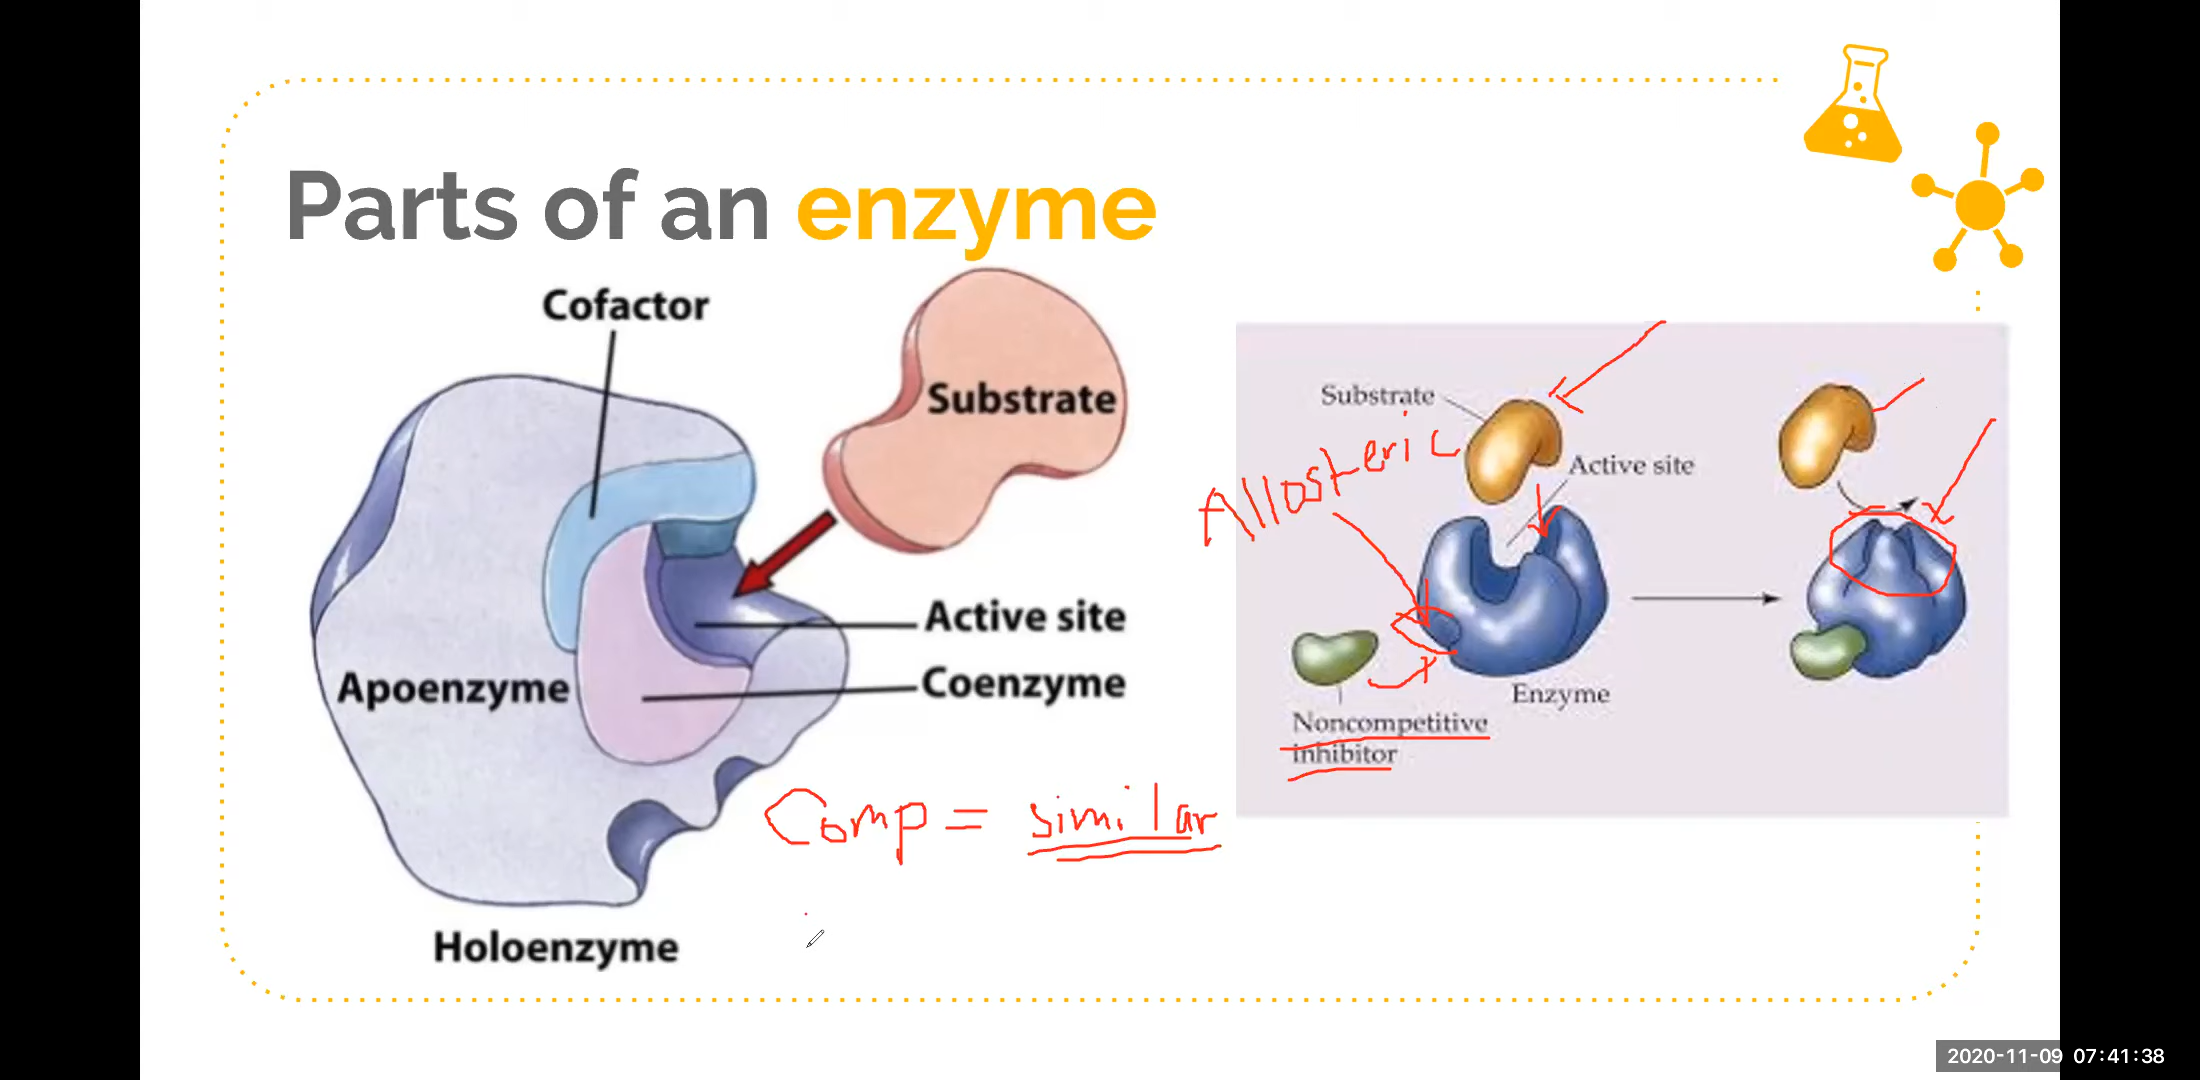 Parts of an enzyme
Cofactor
Substrate
Active site
Coenzyme
Apoenzyme
Holoenzyme
Comp = similar
Allosteric
Substrate
Active site
Enzyme
Noncompetitive
inhibitor
2020-11-09 07:41:38